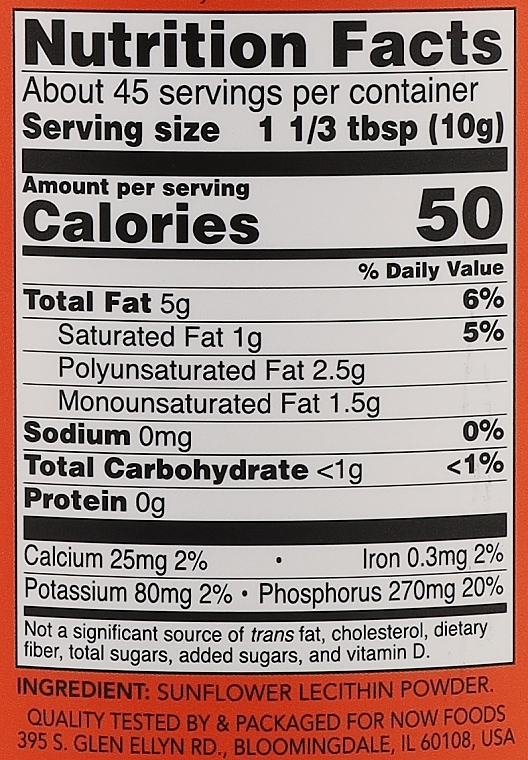 Nutrition Facts
About 45 servings per container
Serving size 1 1/3 tbsp (10g)
Amount per serving
Calories 50
% Daily Value
Total Fat 5g 6%
Saturated Fat 1g 5%
Polyunsaturated Fat 2.5g
Monounsaturated Fat 1.5g
Sodium 0mg 0%
Total Carbohydrate <1g <1%
Protein 0g
Calcium 25mg 2% • Iron 0.3mg 2%
Potassium 80mg 2% • Phosphorus 270mg 20%
Not a significant source of trans fat, cholesterol, dietary
fiber, total sugars, added sugars, and vitamin D.
INGREDIENT: SUNFLOWER LECITHIN POWDER.
QUALITY TESTED BY & PACKAGED FOR NOW FOODS
395 S. GLEN ELLYN RD., BLOOMINGDALE, IL 60108, USA